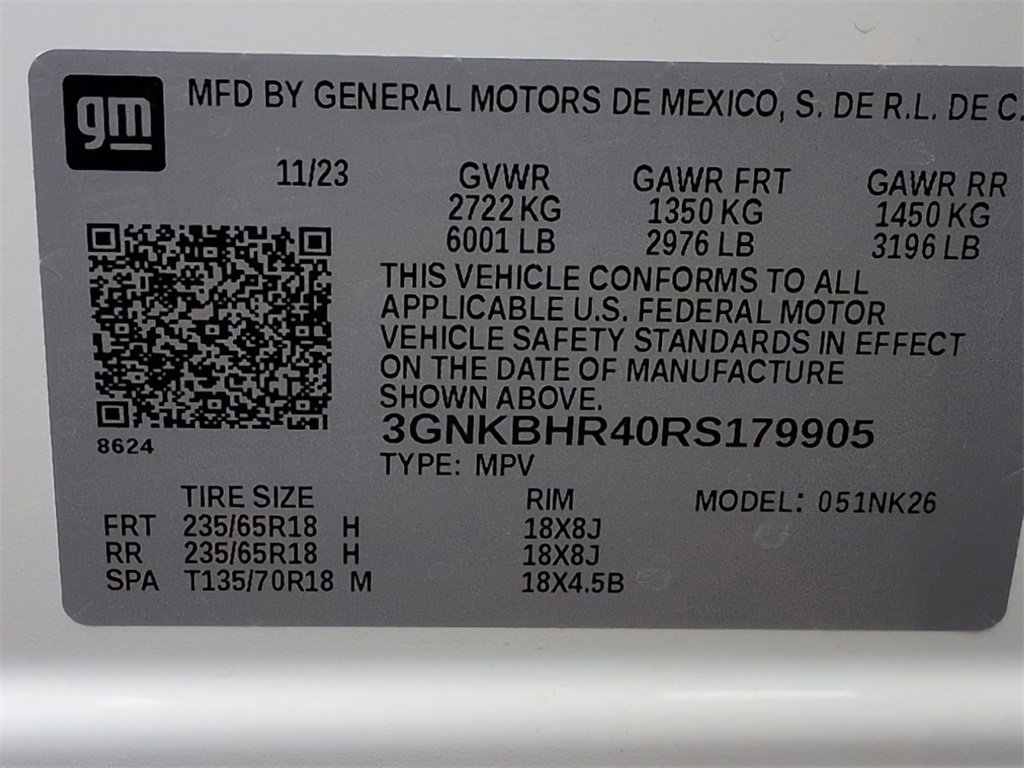 gm
MFD BY GENERAL MOTORS DE MEXICO, S. DE R.L. DE C.
11/23 GVWR GAWR FRT GAWR RR
2722 KG 1350 KG 1450 KG
6001 LB 2976 LB 3196 LB
THIS VEHICLE CONFORMS TO ALL
APPLICABLE U.S. FEDERAL MOTOR
VEHICLE SAFETY STANDARDS IN EFFECT
ON THE DATE OF MANUFACTURE
SHOWN ABOVE.
3GNKBHR40RS179905
8624
TYPE: MPV
TIRE SIZE RIM MODEL: 051NK26
FRT 235/65R18 H 18X8J
RR 235/65R18 H 18X8J
SPA T135/70R18 M 18X4.5B